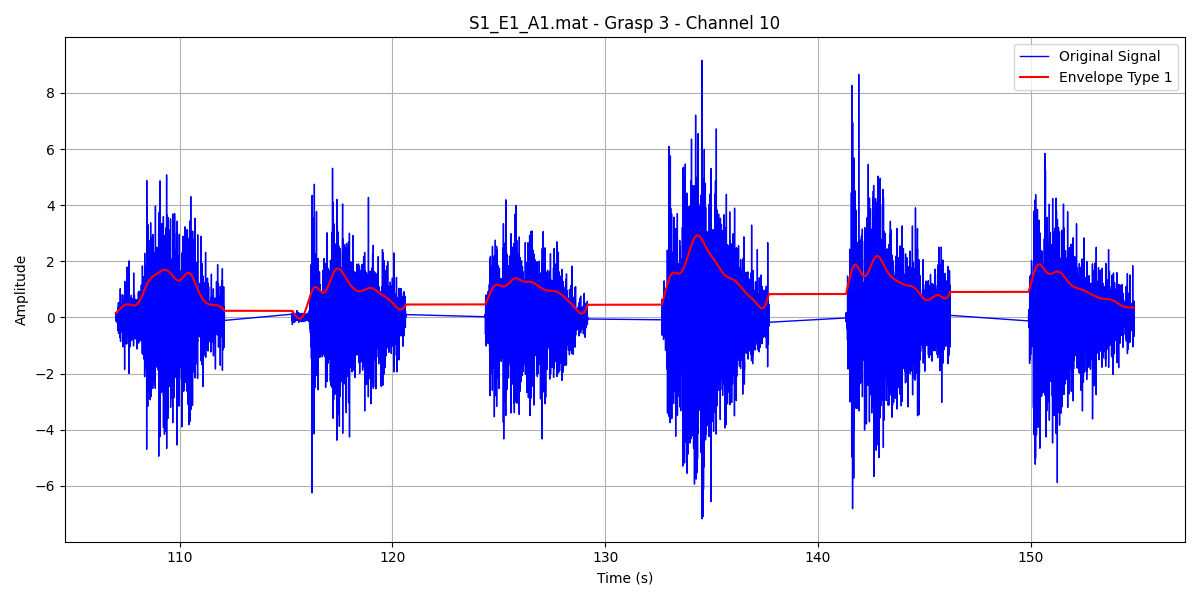 S1_E1_A1.mat - Grasp 3 - Channel 10
Original Signal
Envelope Type 1
8
6
4
2
0
−2
−4
−6
Amplitude
110
120
130
140
150
Time (s)